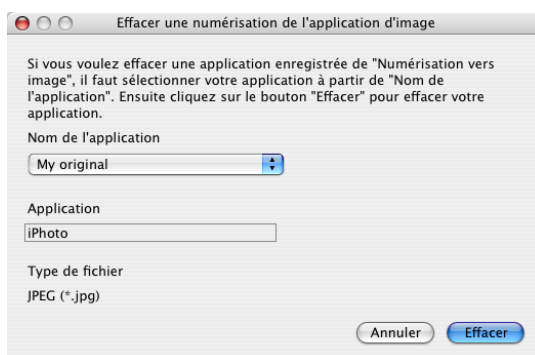 Effacer une numérisation de l'application d'image
Si vous voulez effacer une application enregistrée de "Numérisation vers
image", il faut sélectionner votre application à partir de "Nom de
l'application". Ensuite cliquez sur le bouton "Effacer" pour effacer votre
application.
Nom de l'application
My original
Application
iPhoto
Type de fichier
JPEG (*.jpg)
Annuler Effacer